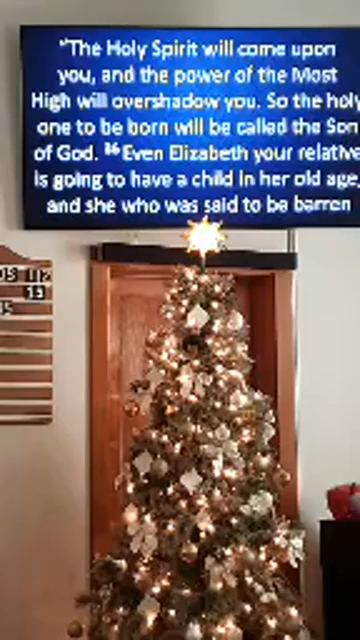 "The Holy Spirit will come upon
you, and the power of the Most
High will overshadow you. So the holy
one to be born will be called the Son
of God. 36 Even Elizabeth your relative
is going to have a child in her old age,
and she who was said to be barren